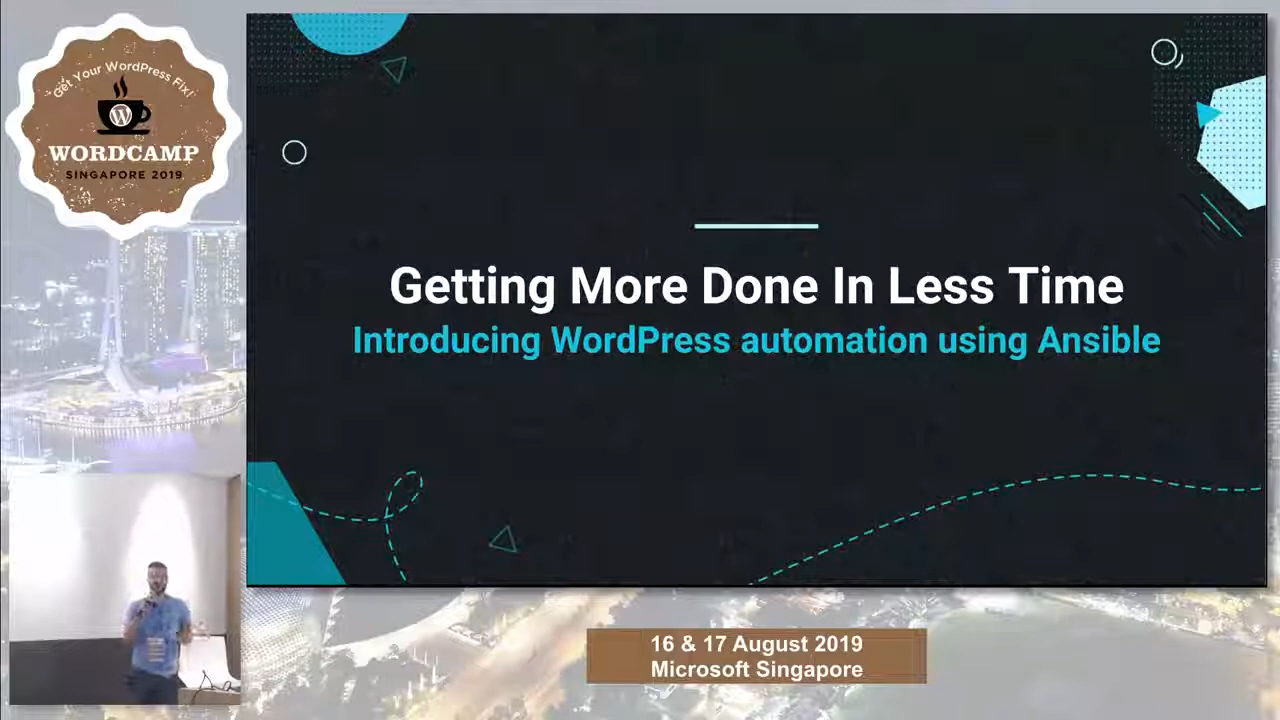 Get Your WordPress Fix!
WORDCAMP
SINGAPORE 2019
Getting More Done In Less Time
Introducing WordPress automation using Ansible
16 & 17 August 2019
Microsoft Singapore